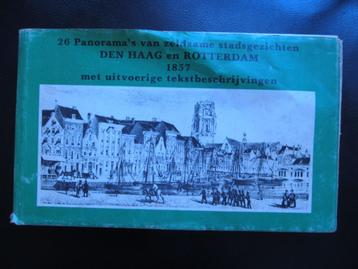 26 Panorama's van zeldzame stadsgezichten
DEN HAAG en ROTTERDAM
1857
met uitvoerige tekstbeschrijvingen